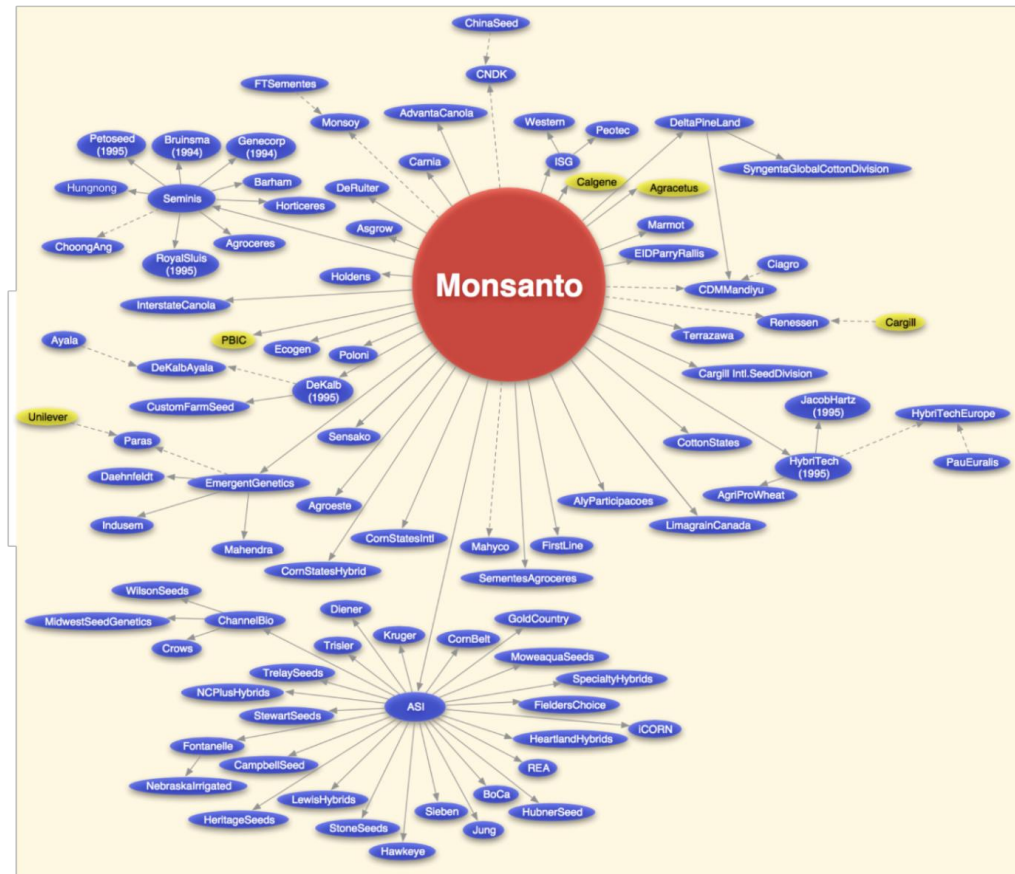 ChinaSeed
CNDK
FTSementes
Monsoy
AdvantaCanola
Western
Peotec
DeltaPineLand
Petoseed
(1995)
Bruinsma
(1994)
Genecorp
(1994)
Carnia
ISG
SyngentaGlobalCottonDivision
Hungnong
Barham
DeRuiter
Calgene
Agracetus
Seminis
Horticeres
Asgrow
Marmot
ChoongAng
Agroceres
EIDParryRallis
RoyalSluis
(1995)
Holdens
Monsanto
Ciagro
CDMMandiyu
InterstateCanola
Renessen
Cargill
PBIC
Ecogen
Poloni
Terrazawa
Ayala
DeKalbAyala
DeKalb
(1995)
Cargill Intl.SeedDivision
CustomFarmSeed
JacobHartz
(1995)
HybriTechEurope
Unilever
Paras
Sensako
CottonStates
Daehnfeldt
EmergentGenetics
HybriTech
(1995)
PauEuralis
Agroeste
AlyParticipacoes
AgriProWheat
Indusem
LimagrainCanada
Mahendra
CornStatesIntl
Mahyco
FirstLine
CornStatesHybrid
SementesAgroceres
WilsonSeeds
MidwestSeedGenetics
ChannelBio
Diener
GoldCountry
Crows
Trisler
Kruger
CornBelt
MoweaquaSeeds
TrelaySeeds
SpecialtyHybrids
NCPlusHybrids
ASI
FieldersChoice
StewartSeeds
iCORN
Fontanelle
HeartlandHybrids
CampbellSeed
REA
NebraskaIrrigated
LewisHybrids
BoCa
HeritageSeeds
Sieben
HubnerSeed
StoneSeeds
Jung
Hawkeye